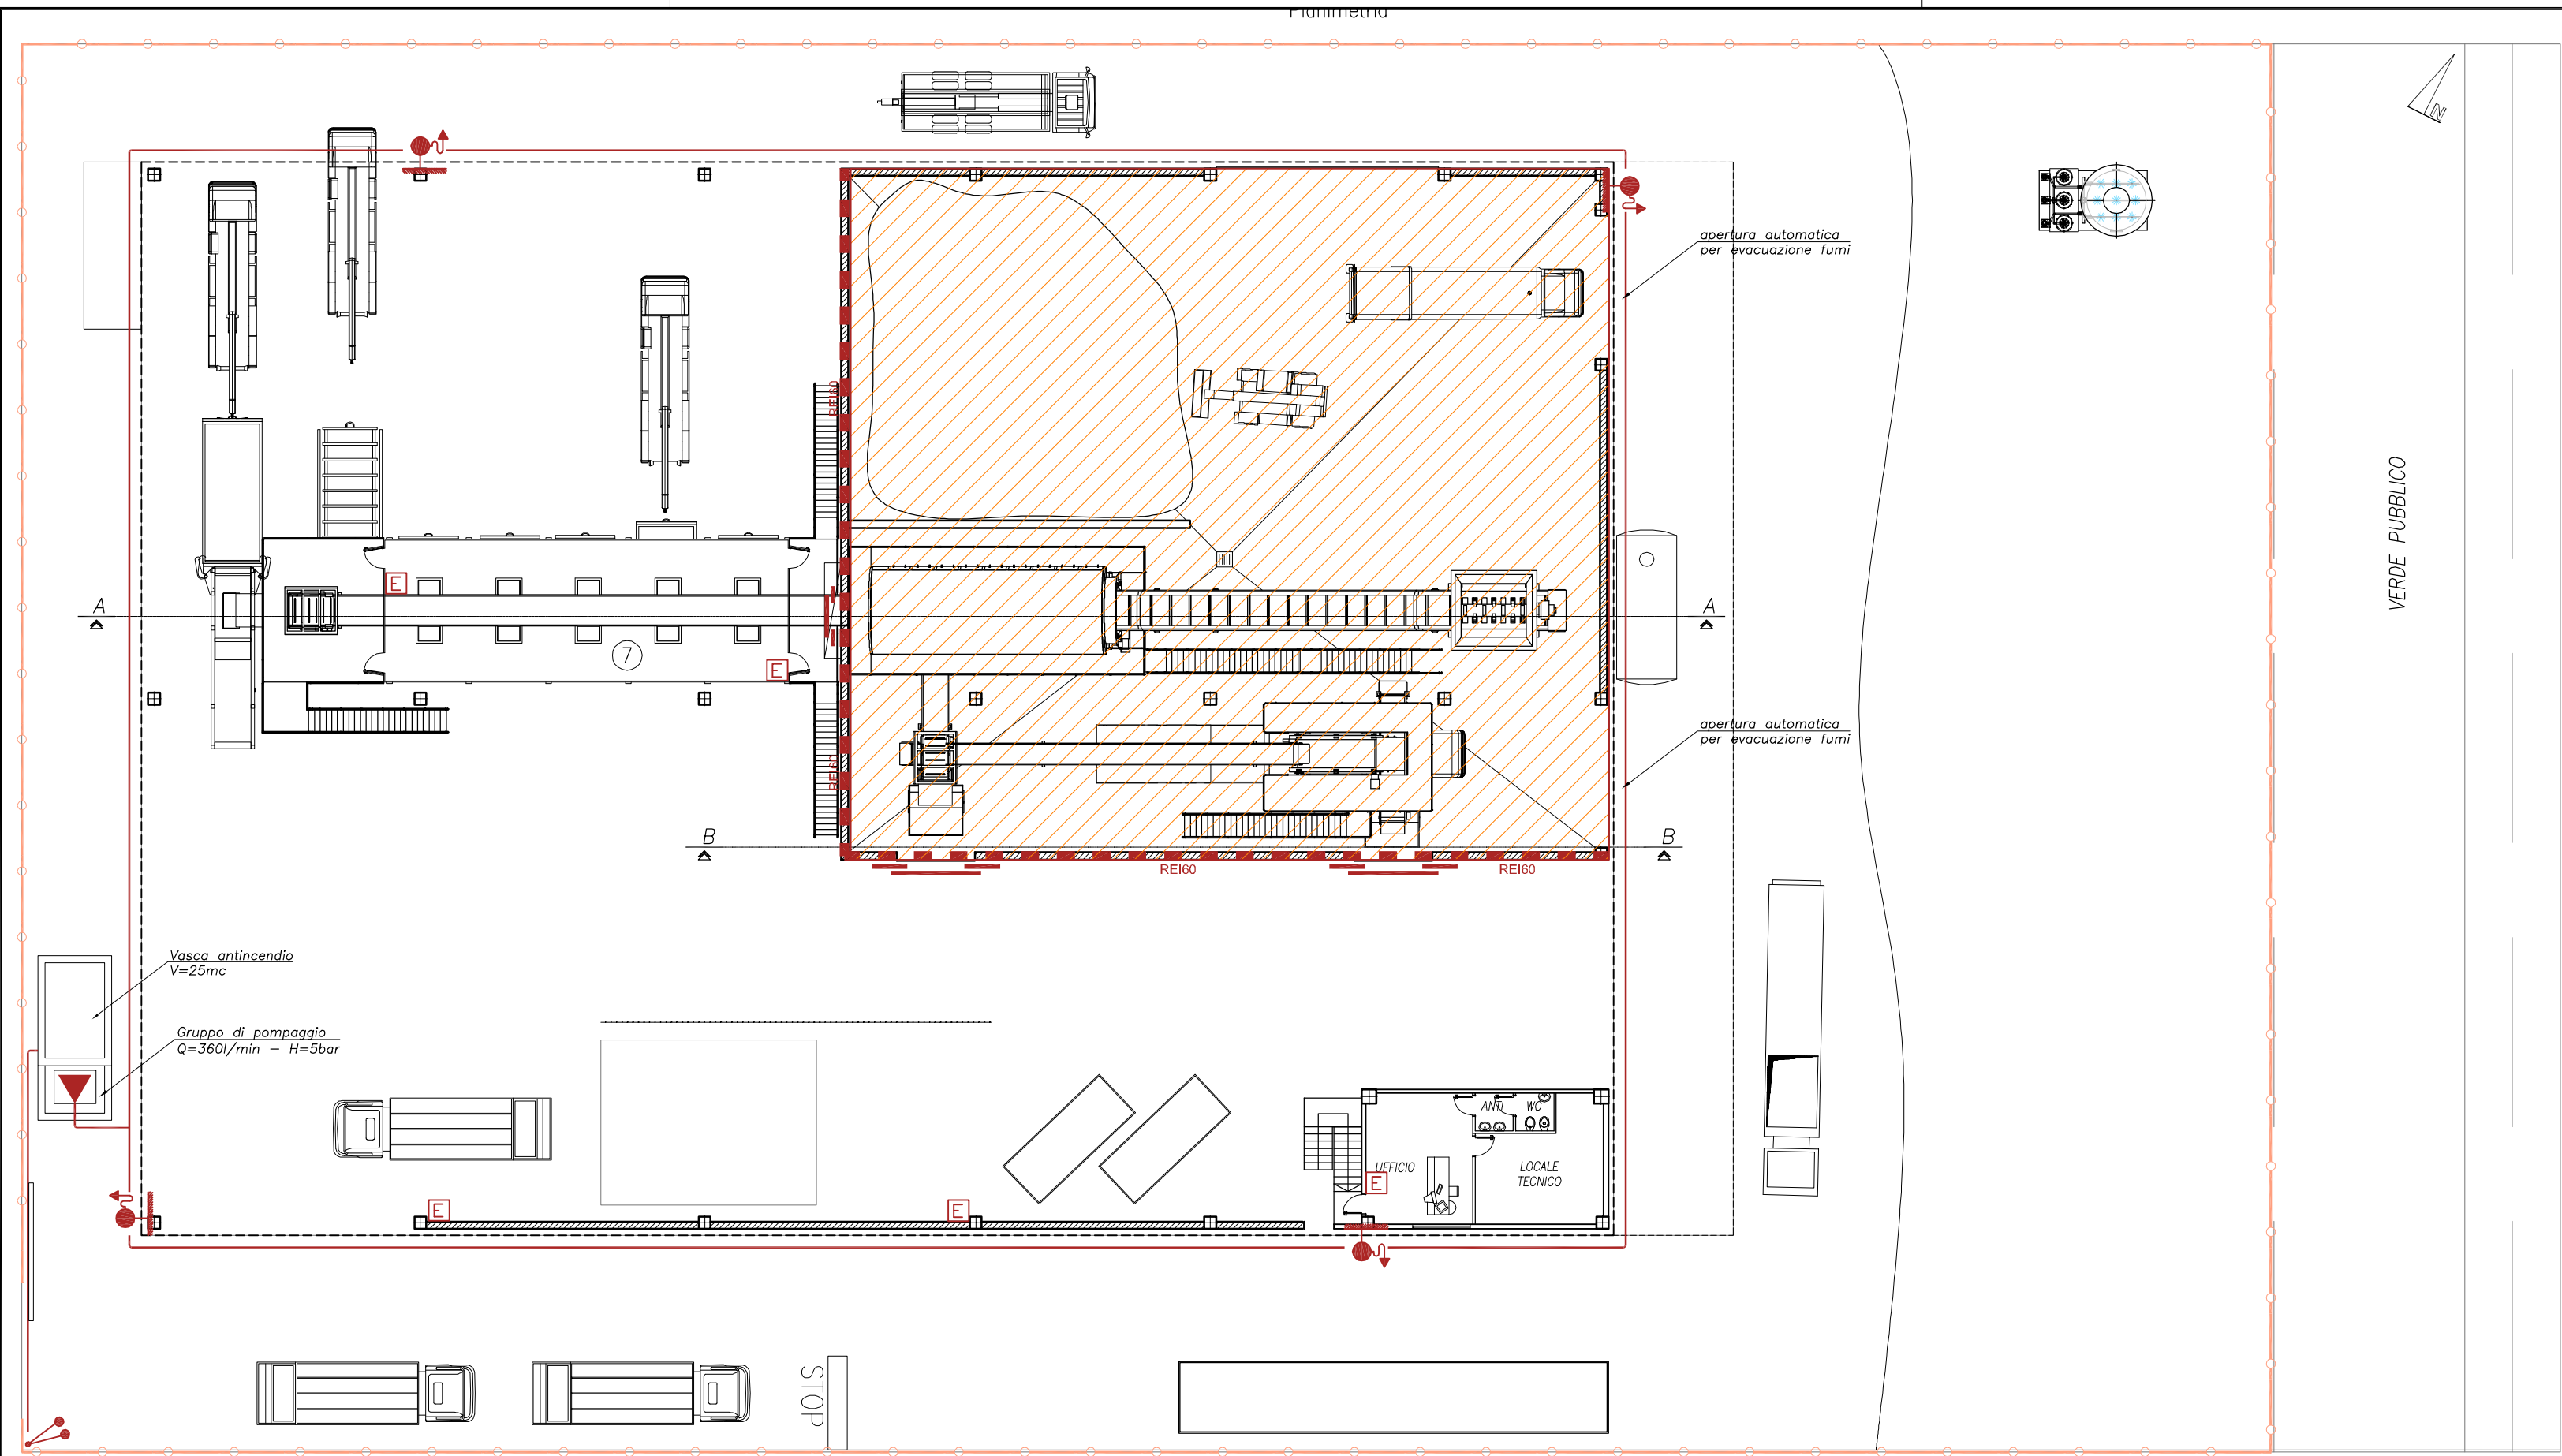 Planimetria
N
apertura automatica
per evacuazione fumi
REI60
VERDE PUBBLICO
E
A
A
7
E
apertura automatica
per evacuazione fumi
REI60
B
B
REI60
REI60
Vasca antincendio
V=25mc
Gruppo di pompaggio
Q=360l/min - H=5bar
ANTI
WC
UFFICIO
LOCALE
TECNICO
E
E
E
STOP